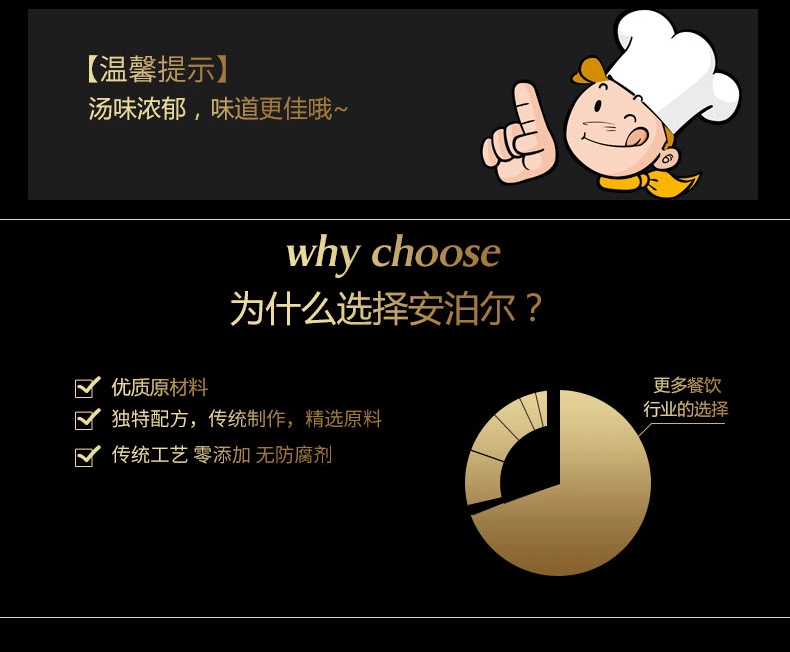 【温馨提示】
汤味浓郁，味道更佳哦~
why choose
为什么选择安泊尔？
优质原材料
独特配方，传统制作，精选原料
传统工艺 零添加 无防腐剂
更多餐饮
行业的选择